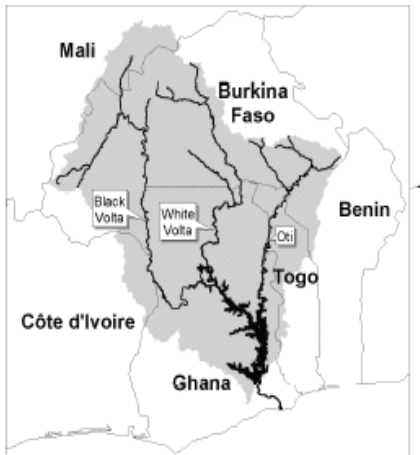 Mali
Burkina
Faso
Black
Volta
White
Volta
Oti
Benin
Togo
Côte d'Ivoire
Ghana